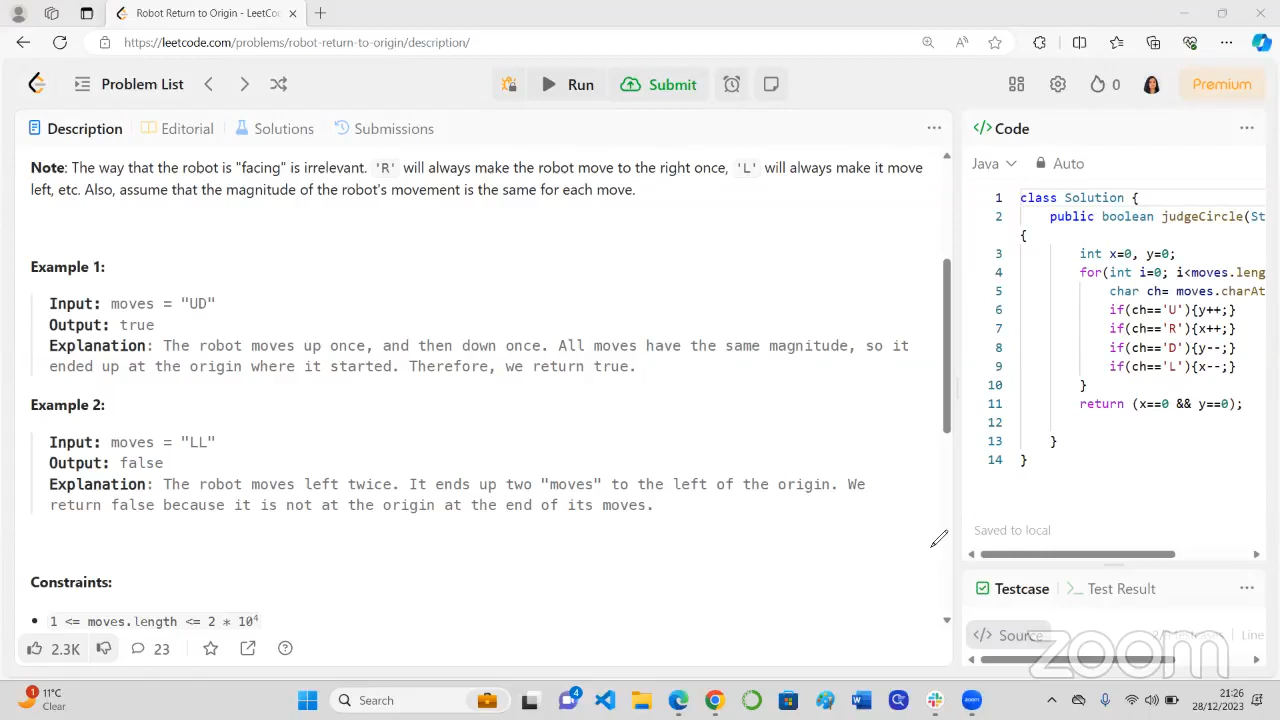 Robot Return to Origin - LeetCo
https://leetcode.com/problems/robot-return-to-origin/description/
Problem List
Run
Submit
0
Premium
Description
Editorial
Solutions
Submissions
Note: The way that the robot is "facing" is irrelevant. 'R' will always make the robot move to the right once, 'L' will always make it move
left, etc. Also, assume that the magnitude of the robot's movement is the same for each move.
Example 1:
Input: moves = "UD"
Output: true
Explanation: The robot moves up once, and then down once. All moves have the same magnitude, so it
ended up at the origin where it started. Therefore, we return true.
Example 2:
Input: moves = "LL"
Output: false
Explanation: The robot moves left twice. It ends up two "moves" to the left of the origin. We
return false because it is not at the origin at the end of its moves.
Constraints:
1 <= moves.length <= 2 * 10⁴
2.3K
23
</> Code
Java
Auto
1 class Solution {
2 public boolean judgeCircle(St
{
3 int x=0, y=0;
4 for(int i=0; i<moves.leng
5 char ch= moves.charAt
6 if(ch=='U'){y++;}
7 if(ch=='R'){x++;}
8 if(ch=='D'){y--;}
9 if(ch=='L'){x--;}
10 }
11 return (x==0 && y==0);
12
13 }
14 }
Saved to local
Testcase
Test Result
</> Source
Line
zoom
1
11°C
Clear
Search
4
zoom
21:26
28/12/2023